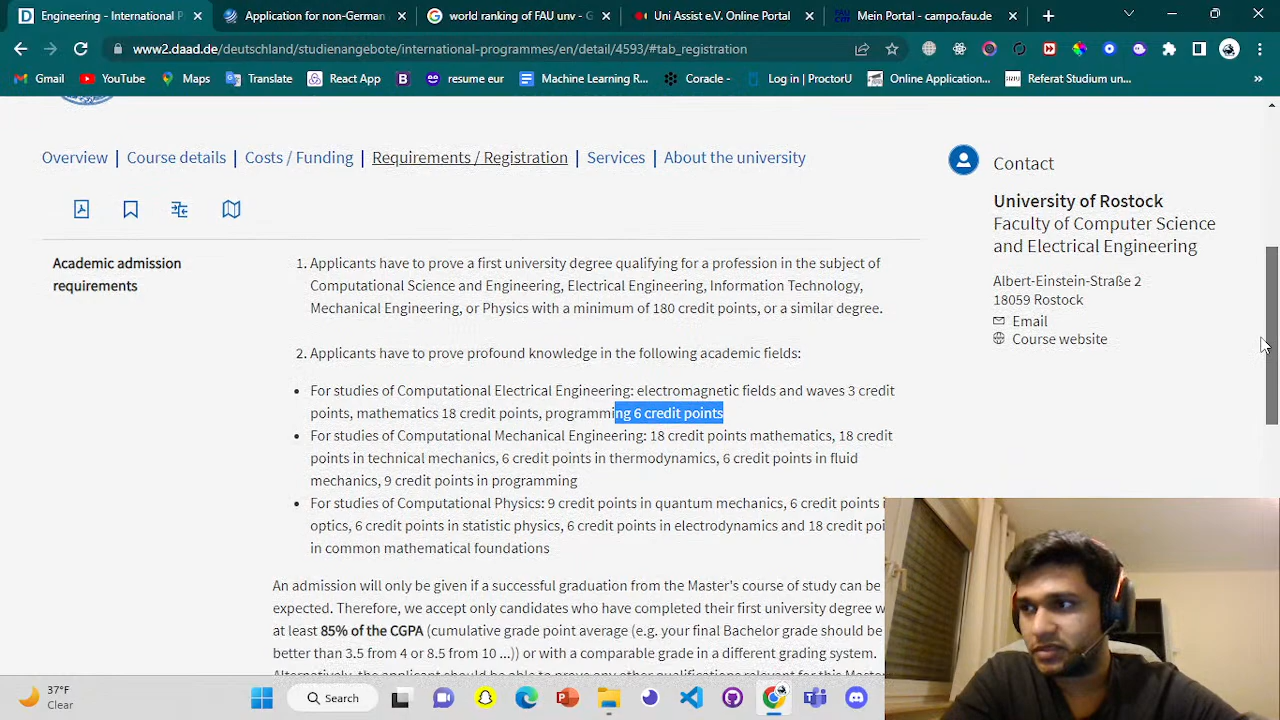 Engineering - International P
Application for non-German
world ranking of FAU unv - G
Uni Assist e.V. Online Portal
Mein Portal - campo.fau.de
www2.daad.de/deutschland/studienangebote/international-programmes/en/detail/4593/#tab_registration
Gmail
YouTube
Maps
Translate
React App
resume eur
Machine Learning R...
Coracle -
Log in | ProctorU
Online Application...
Referat Studium un...
Overview | Course details | Costs / Funding | Requirements / Registration | Services | About the university
Contact
University of Rostock
Faculty of Computer Science
and Electrical Engineering
Albert-Einstein-Straße 2
18059 Rostock
Email
Course website
Academic admission
requirements
1. Applicants have to prove a first university degree qualifying for a profession in the subject of
Computational Science and Engineering, Electrical Engineering, Information Technology,
Mechanical Engineering, or Physics with a minimum of 180 credit points, or a similar degree.
2. Applicants have to prove profound knowledge in the following academic fields:
• For studies of Computational Electrical Engineering: electromagnetic fields and waves 3 credit
points, mathematics 18 credit points, programming 6 credit points
• For studies of Computational Mechanical Engineering: 18 credit points mathematics, 18 credit
points in technical mechanics, 6 credit points in thermodynamics, 6 credit points in fluid
mechanics, 9 credit points in programming
• For studies of Computational Physics: 9 credit points in quantum mechanics, 6 credit points
optics, 6 credit points in statistic physics, 6 credit points in electrodynamics and 18 credit poi
in common mathematical foundations
An admission will only be given if a successful graduation from the Master's course of study can be
expected. Therefore, we accept only candidates who have completed their first university degree w
at least 85% of the CGPA (cumulative grade point average (e.g. your final Bachelor grade should be
better than 3.5 from 4 or 8.5 from 10 ...)) or with a comparable grade in a different grading system.
37°F
Clear
Search